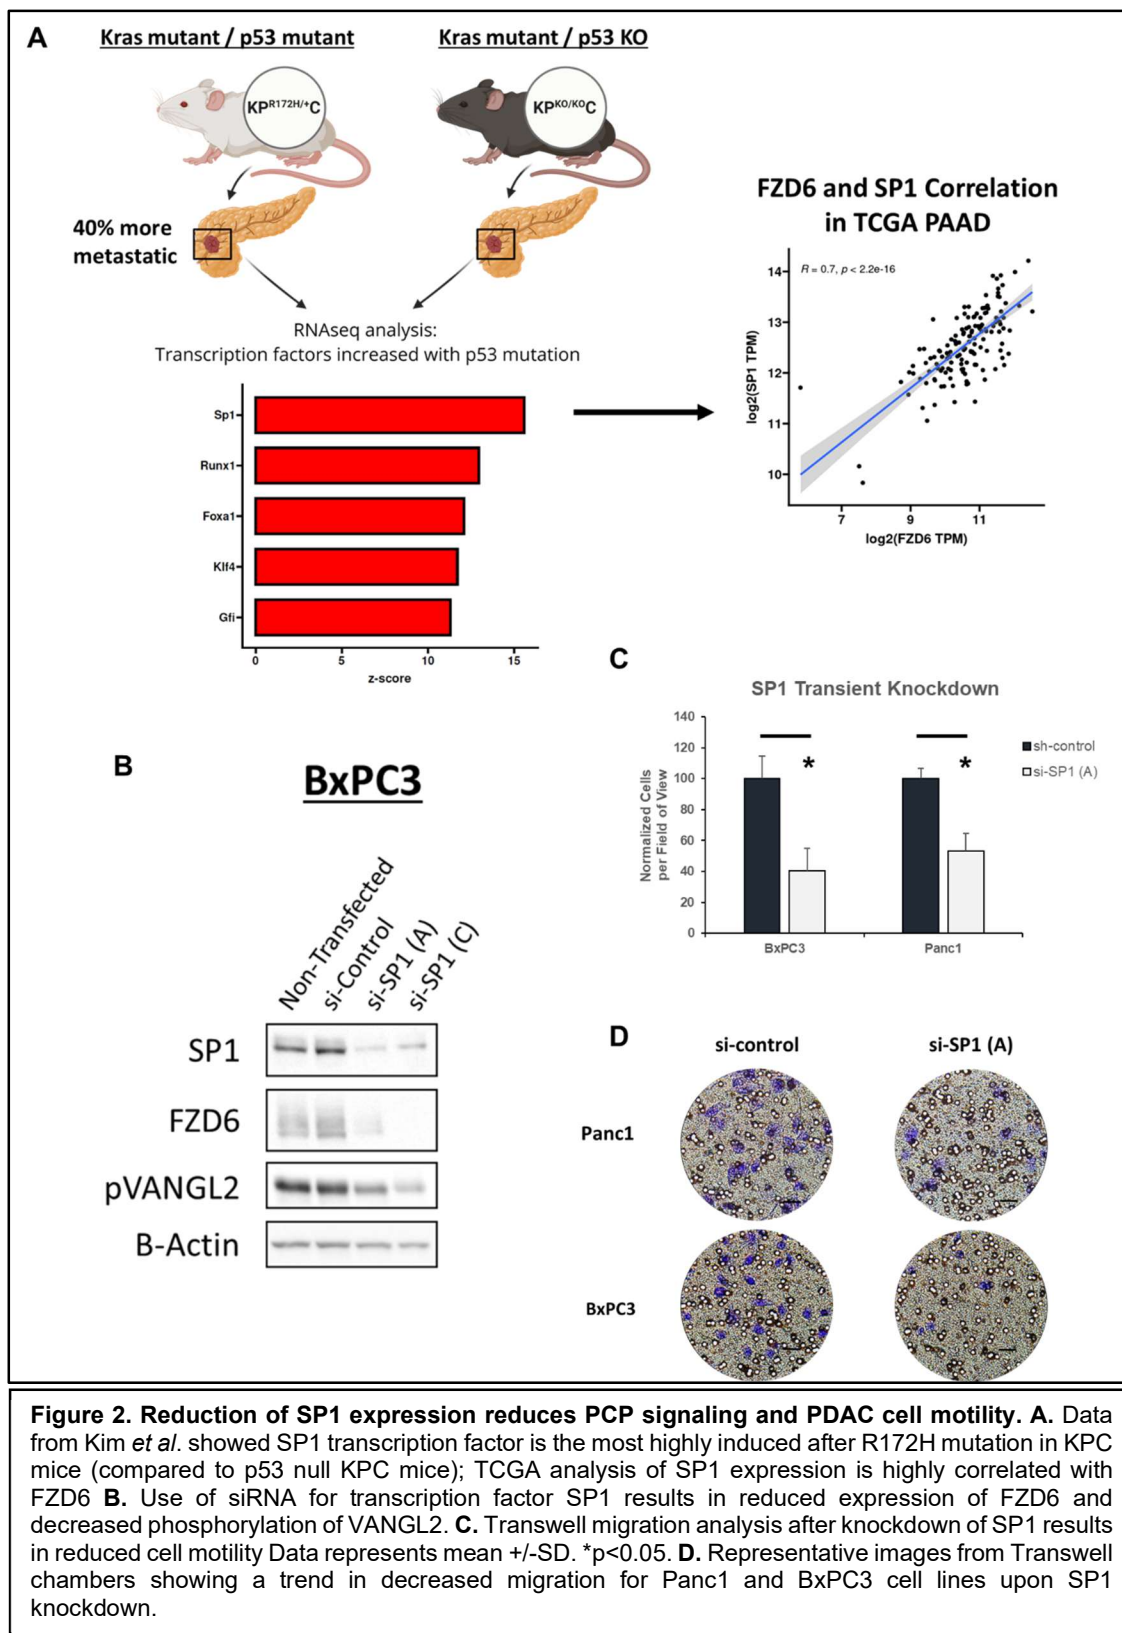 A
Kras mutant / p53 mutant
Kras mutant / p53 KO
KP^R172H/+C
KP^KO/KOC
40% more
metastatic
RNAseq analysis:
Transcription factors increased with p53 mutation
Sp1
Runx1
Foxa1
Klf4
Gfi
0 5 10 15
z-score
FZD6 and SP1 Correlation
in TCGA PAAD
R = 0.7, p < 2.2e-16
log2(SP1 TPM)
14
13
12
11
10
7 9 11
log2(FZD6 TPM)
B
BxPC3
Non-Transfected
si-Control
si-SP1 (A)
si-SP1 (C)
SP1
FZD6
pVANGL2
B-Actin
C
SP1 Transient Knockdown
Normalized Cells
per Field of View
140
120
100
80
60
40
20
0
* *
sh-control
si-SP1 (A)
BxPC3 Panc1
D
si-control si-SP1 (A)
Panc1
BxPC3
Figure 2. Reduction of SP1 expression reduces PCP signaling and PDAC cell motility. A. Data
from Kim et al. showed SP1 transcription factor is the most highly induced after R172H mutation in KPC
mice (compared to p53 null KPC mice); TCGA analysis of SP1 expression is highly correlated with
FZD6 B. Use of siRNA for transcription factor SP1 results in reduced expression of FZD6 and
decreased phosphorylation of VANGL2. C. Transwell migration analysis after knockdown of SP1 results
in reduced cell motility Data represents mean +/-SD. *p<0.05. D. Representative images from Transwell
chambers showing a trend in decreased migration for Panc1 and BxPC3 cell lines upon SP1
knockdown.